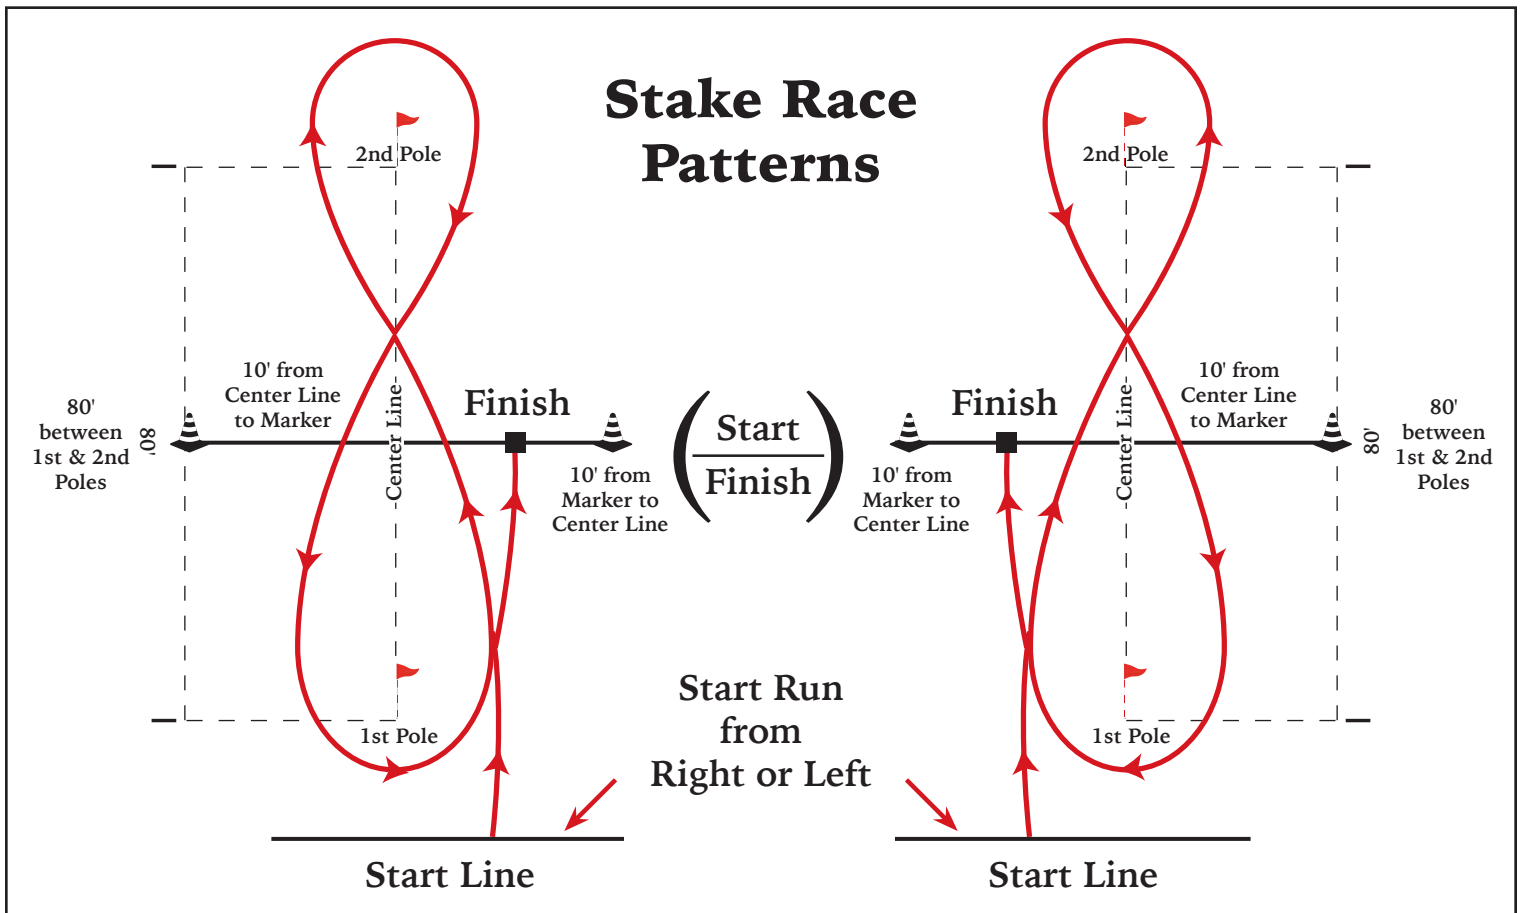 Stake Race
Patterns
2nd Pole
2nd Pole
10' from
Center Line
to Marker
Finish
80'
between
1st & 2nd
Poles
80'
Center Line
10' from
Marker to
Center Line
Start
Finish
Finish
10' from
Marker to
Center Line
Center Line
10' from
Center Line
to Marker
80'
80'
between
1st & 2nd
Poles
1st Pole
Start Run
from
Right or Left
1st Pole
Start Line
Start Line